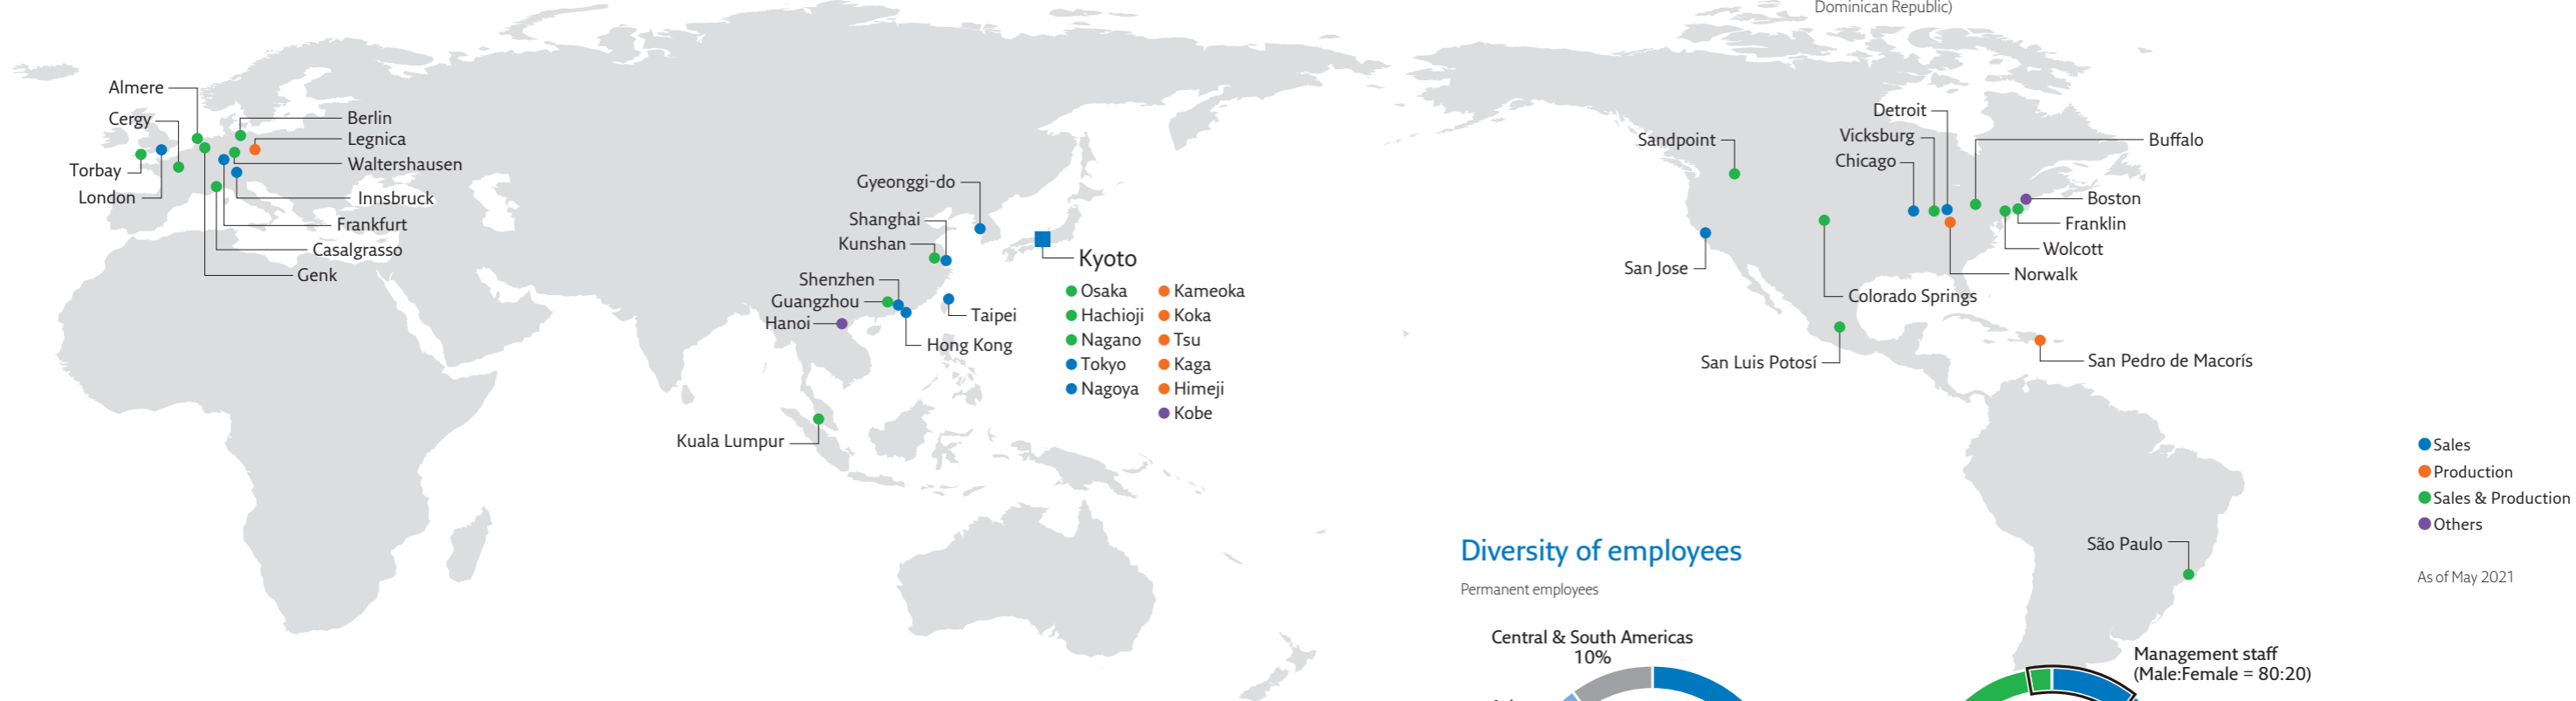 Dominican Republic)
Almere
Cergy
Torbay
London
Berlin
Legnica
Waltershausen
Innsbruck
Frankfurt
Casalgrasso
Genk
Gyeonggi-do
Shanghai
Kunshan
Shenzhen
Guangzhou
Hanoi
Taipei
Hong Kong
Kuala Lumpur
Kyoto
Osaka
Hachioji
Nagano
Tokyo
Nagoya
Kameoka
Koka
Tsu
Kaga
Himeji
Kobe
Sandpoint
San Jose
Detroit
Vicksburg
Chicago
Buffalo
Boston
Franklin
Wolcott
Norwalk
Colorado Springs
San Luis Potosí
San Pedro de Macorís
São Paulo
Sales
Production
Sales & Production
Others
As of May 2021
Diversity of employees
Permanent employees
Central & South Americas
10%
Management staff
(Male:Female = 80:20)